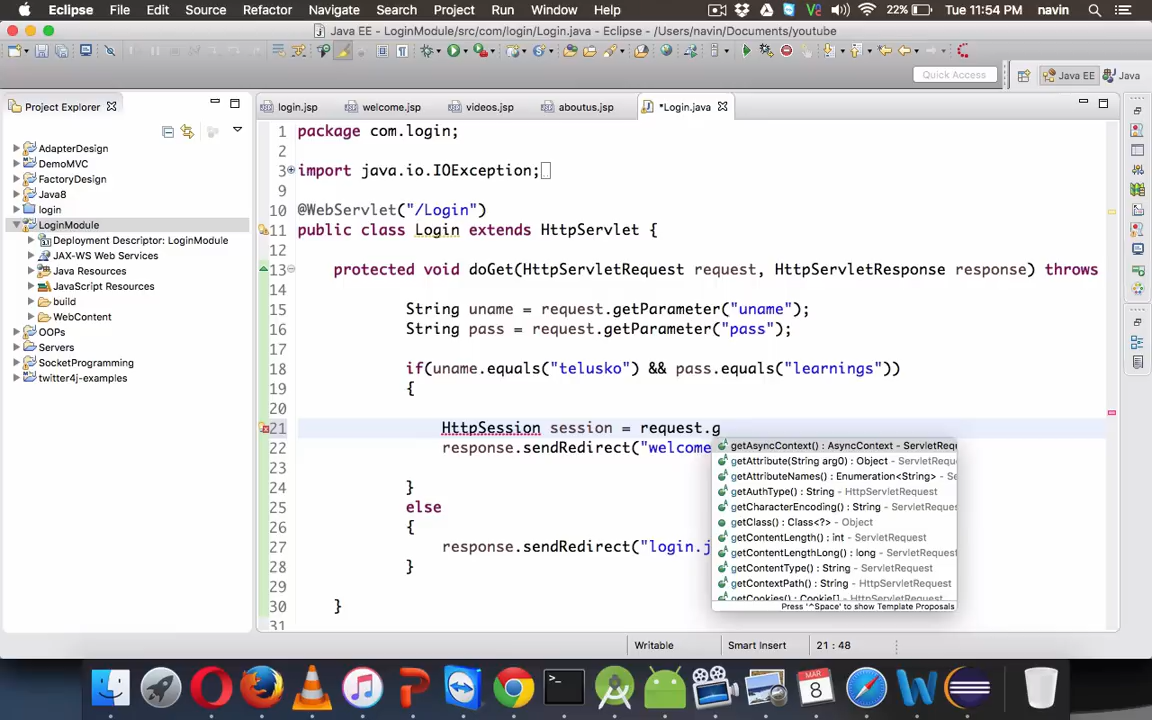 Eclipse File Edit Source Refactor Navigate Search Project Run Window Help 22% Tue 11:54 PM navin
Java EE - LoginModule/src/com/login/Login.java - Eclipse - /Users/navin/Documents/youtube
Quick Access Java EE Java
Project Explorer
login.jsp welcome.jsp videos.jsp aboutus.jsp *Login.java
AdapterDesign
DemoMVC
FactoryDesign
Java8
login
LoginModule
Deployment Descriptor: LoginModule
JAX-WS Web Services
Java Resources
JavaScript Resources
build
WebContent
OOPs
Servers
SocketProgramming
twitter4j-examples
1 package com.login;
2
3 import java.io.IOException;
9
10 @WebServlet("/Login")
11 public class Login extends HttpServlet {
12
13 protected void doGet(HttpServletRequest request, HttpServletResponse response) throws
14
15 String uname = request.getParameter("uname");
16 String pass = request.getParameter("pass");
17
18 if(uname.equals("telusko") && pass.equals("learnings"))
19 {
20
21 HttpSession session = request.g
22 response.sendRedirect("welcome
23
24 }
25 else
26 {
27 response.sendRedirect("login.j
28 }
29
30 }
31
getAsyncContext() : AsyncContext - ServletRequ
getAttribute(String arg0) : Object - ServletReque
getAttributeNames() : Enumeration<String> - Se
getAuthType() : String - HttpServletRequest
getCharacterEncoding() : String - ServletReques
getClass() : Class<?> - Object
getContentLength() : int - ServletRequest
getContentLengthLong() : long - ServletRequest
getContentType() : String - ServletRequest
getContextPath() : String - HttpServletRequest
getCookies() : Cookie[] - HttpServletRequest
Press '^Space' to show Template Proposals
Writable Smart Insert 21 : 48
MAR
8